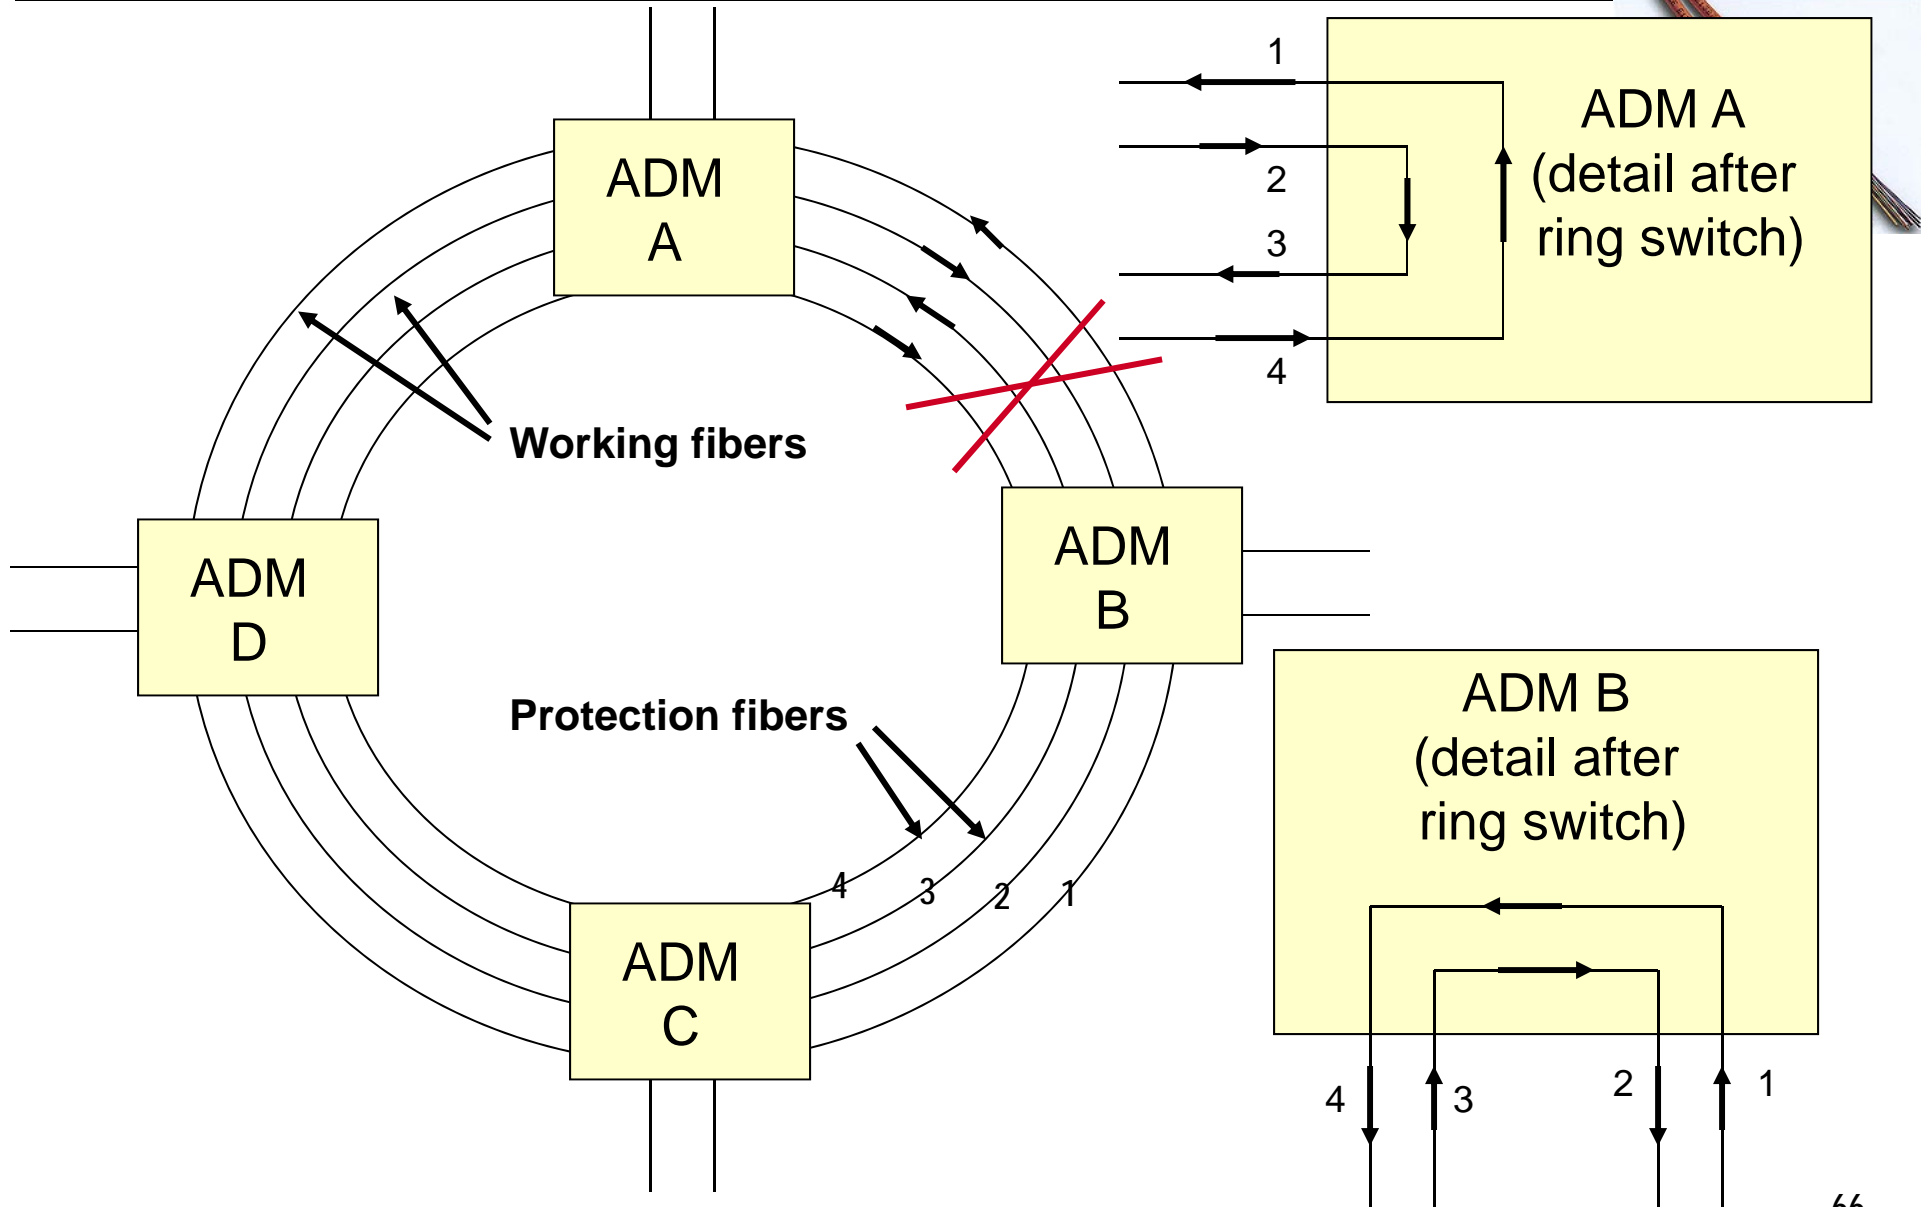 ADM
A
ADM
B
ADM
C
ADM
D
Working fibers
Protection fibers
4 3 2 1
ADM A
(detail after
ring switch)
1
2
3
4
ADM B
(detail after
ring switch)
4 3 2 1
66